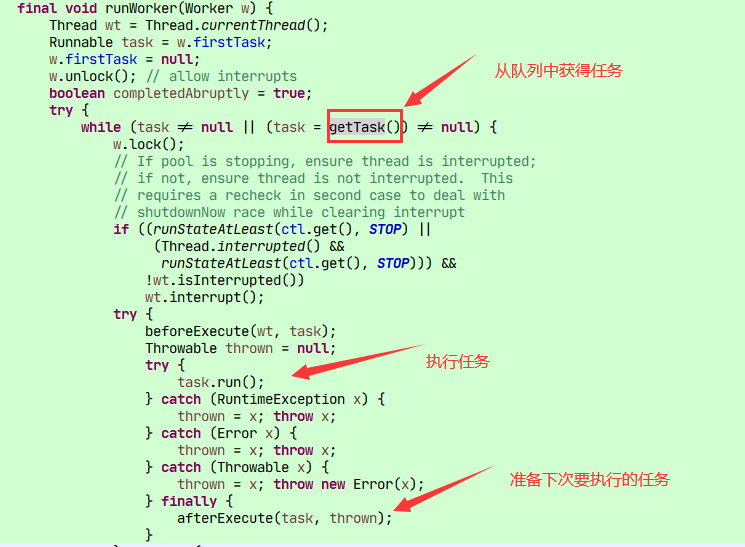 final void runWorker(Worker w) {
Thread wt = Thread.currentThread();
Runnable task = w.firstTask;
w.firstTask = null;
w.unlock(); // allow interrupts
boolean completedAbruptly = true;
try {
while (task ≠ null || (task = getTask()) ≠ null) {
w.lock();
// If pool is stopping, ensure thread is interrupted;
// if not, ensure thread is not interrupted.  This
// requires a recheck in second case to deal with
// shutdownNow race while clearing interrupt
if ((runStateAtLeast(ctl.get(), STOP) ||
(Thread.interrupted() &&
runStateAtLeast(ctl.get(), STOP))) &&
!wt.isInterrupted())
wt.interrupt();
try {
beforeExecute(wt, task);
Throwable thrown = null;
try {
task.run();
} catch (RuntimeException x) {
thrown = x; throw x;
} catch (Error x) {
thrown = x; throw x;
} catch (Throwable x) {
thrown = x; throw new Error(x);
} finally {
afterExecute(task, thrown);
}
从队列中获得任务
执行任务
准备下次要执行的任务